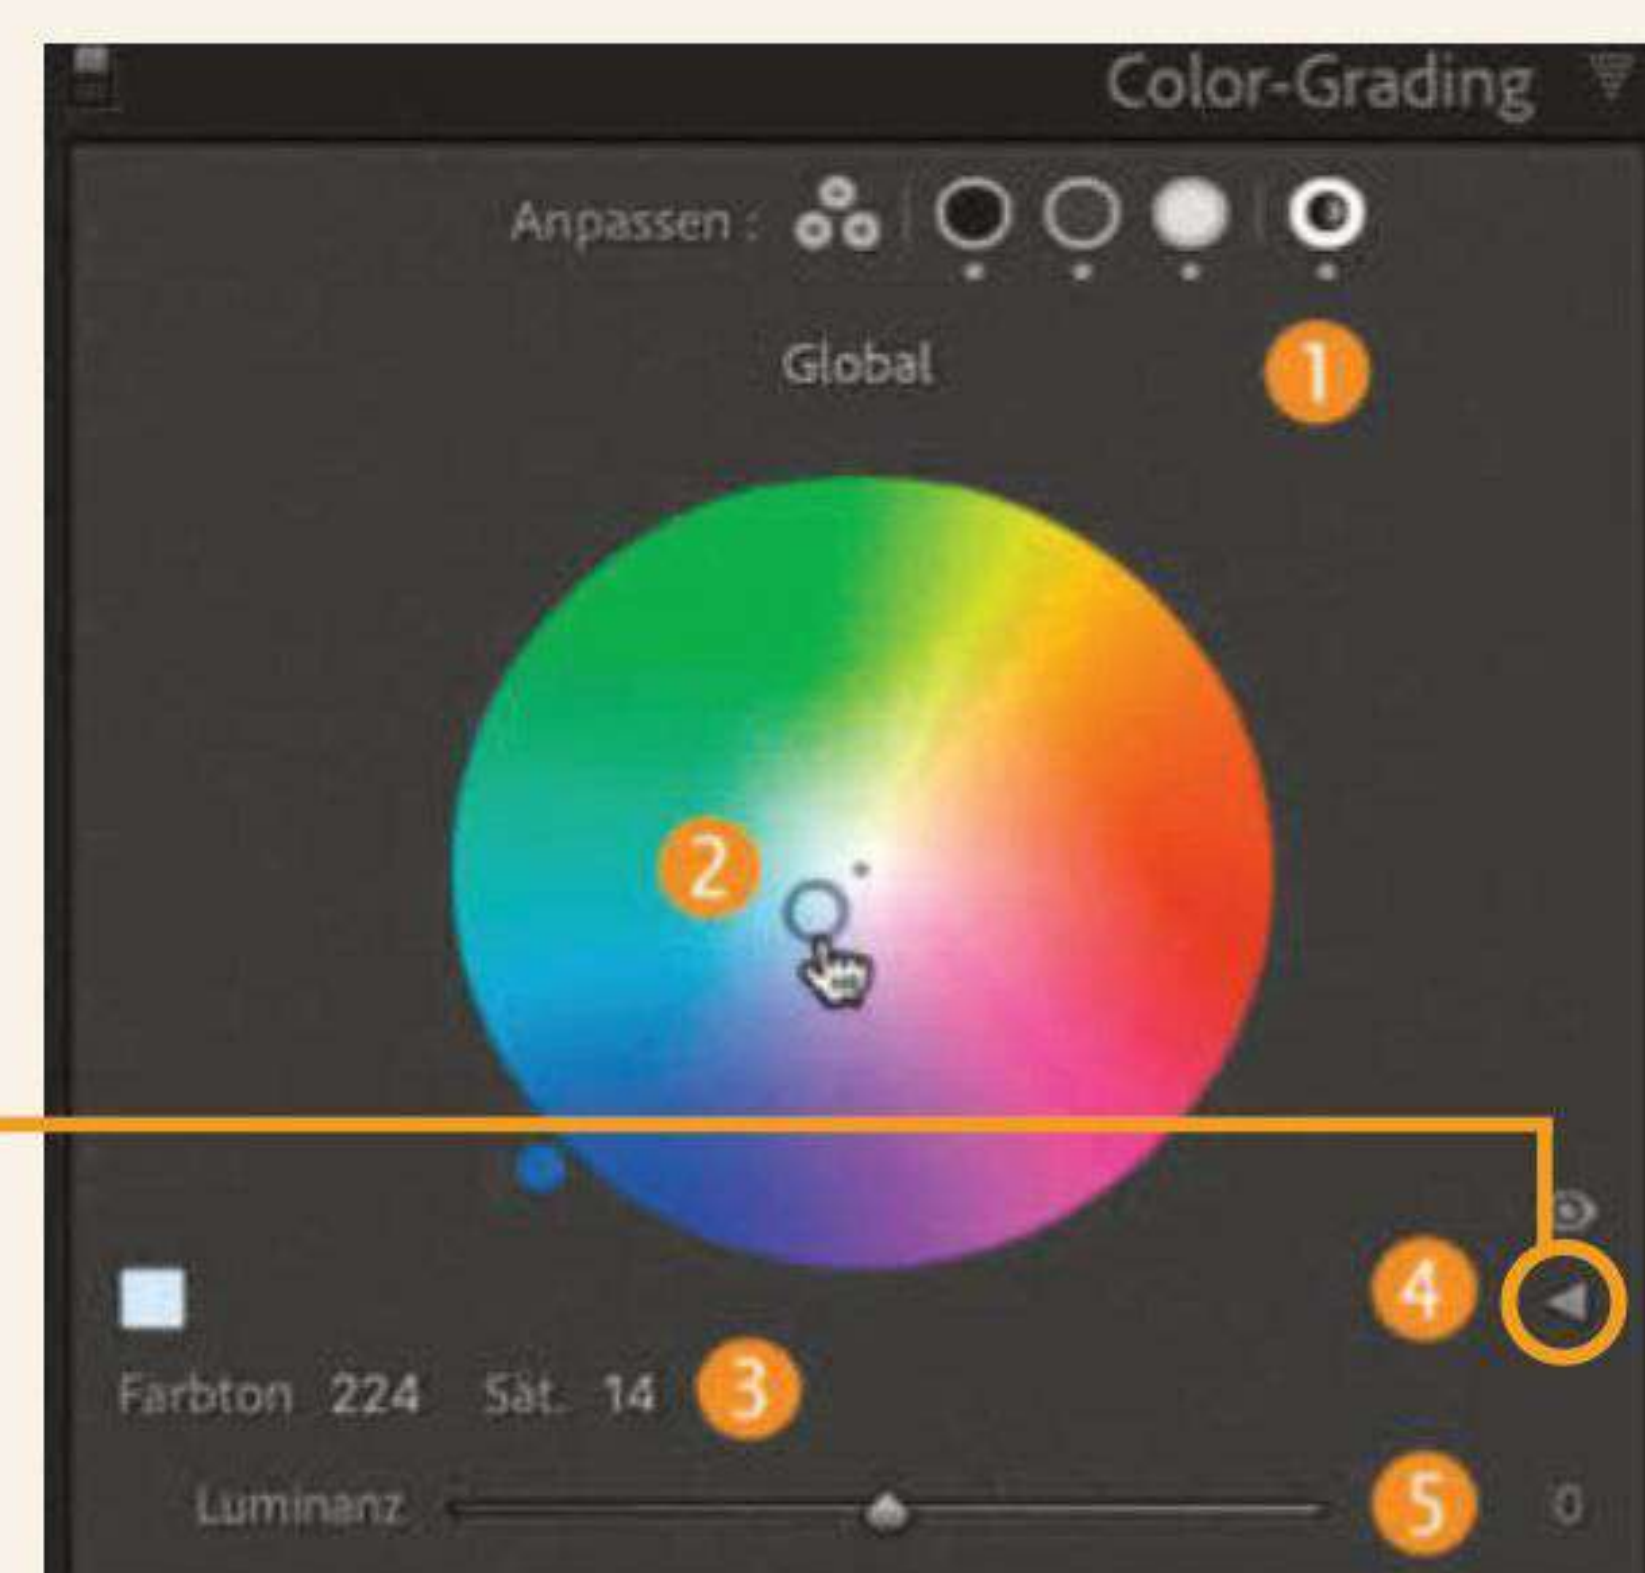 Color-Grading
Anpassen :
Global
1
2
4
Farbton 224 Sät. 14 3
Luminanz 5 0